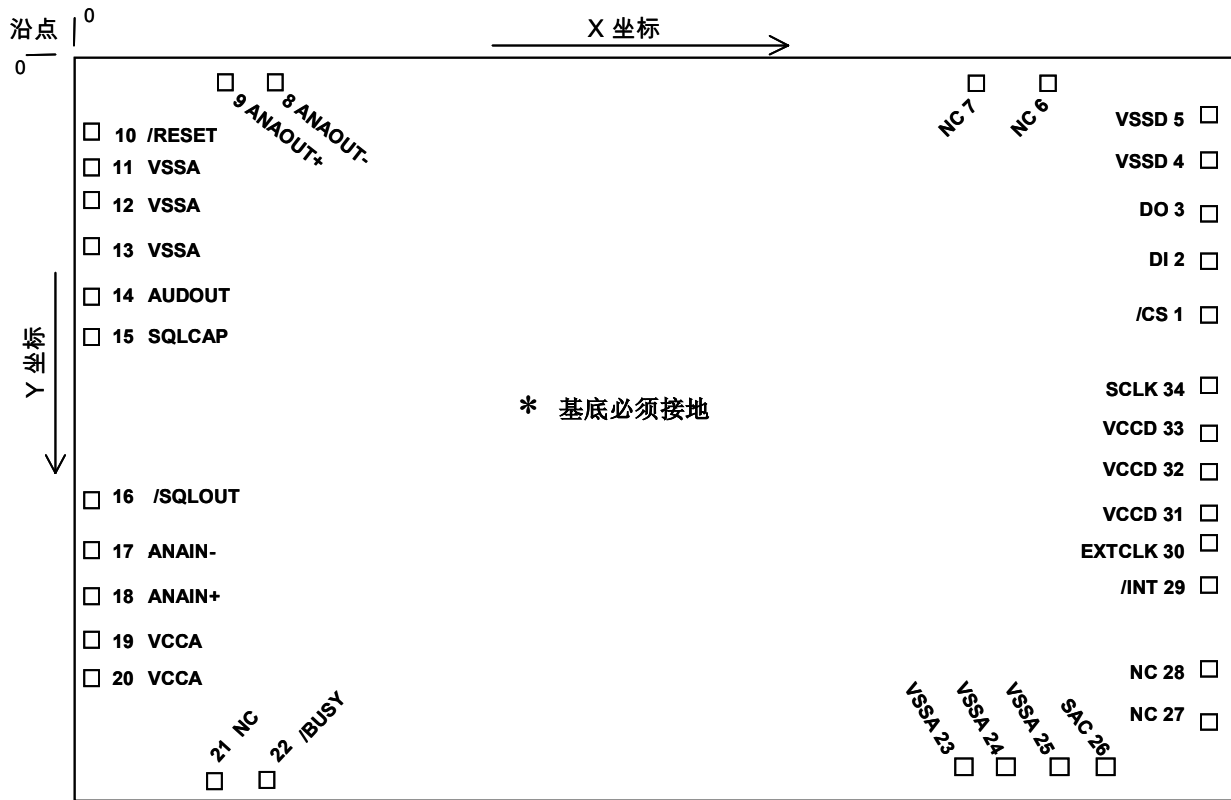 沿点
0
X 坐标
0
9 ANAOUT+
8 ANAOUT-
NC 7
NC 6
10 /RESET
11 VSSA
12 VSSA
13 VSSA
14 AUDOUT
15 SQLCAP
Y 坐标
VSSD 5
VSSD 4
DO 3
DI 2
/CS 1
SCLK 34
VCCD 33
VCCD 32
VCCD 31
EXTCLK 30
/INT 29
NC 28
NC 27
* 基底必须接地
16 /SQLOUT
17 ANAIN-
18 ANAIN+
19 VCCA
20 VCCA
21 NC
22 /BUSY
VSSA 23
VSSA 24
VSSA 25
SAC 26